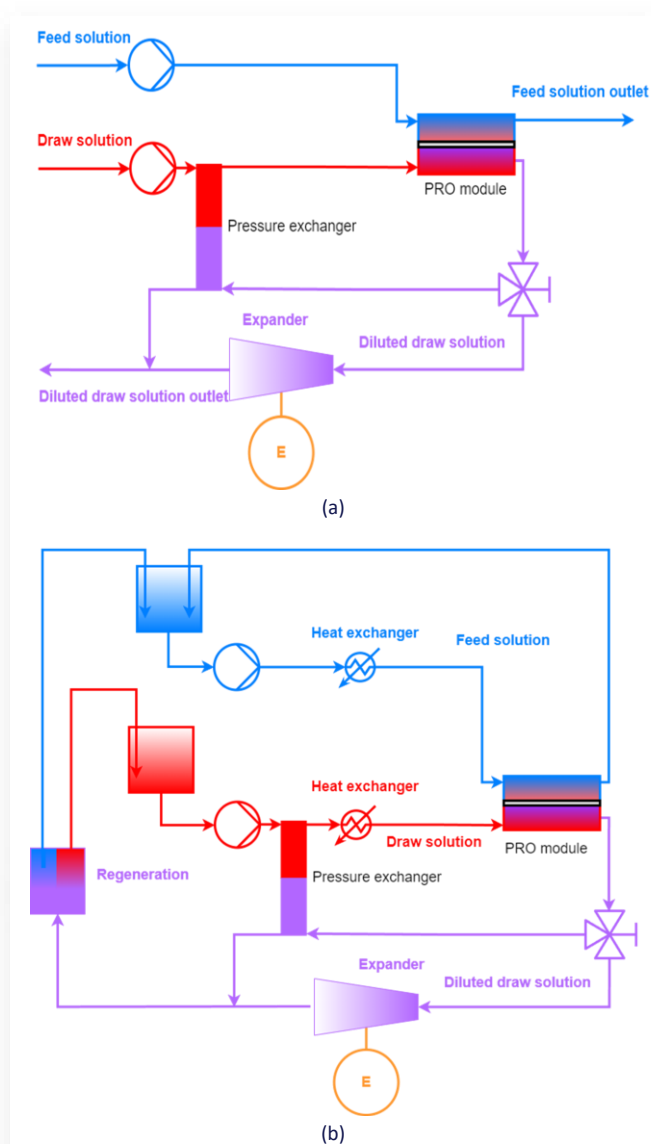 Feed solution
Feed solution outlet
Draw solution
PRO module
Pressure exchanger
Expander
Diluted draw solution
Diluted draw solution outlet
E
(a)
Heat exchanger
Feed solution
Heat exchanger
Draw solution
PRO module
Regeneration
Pressure exchanger
Expander
Diluted draw solution
E
(b)